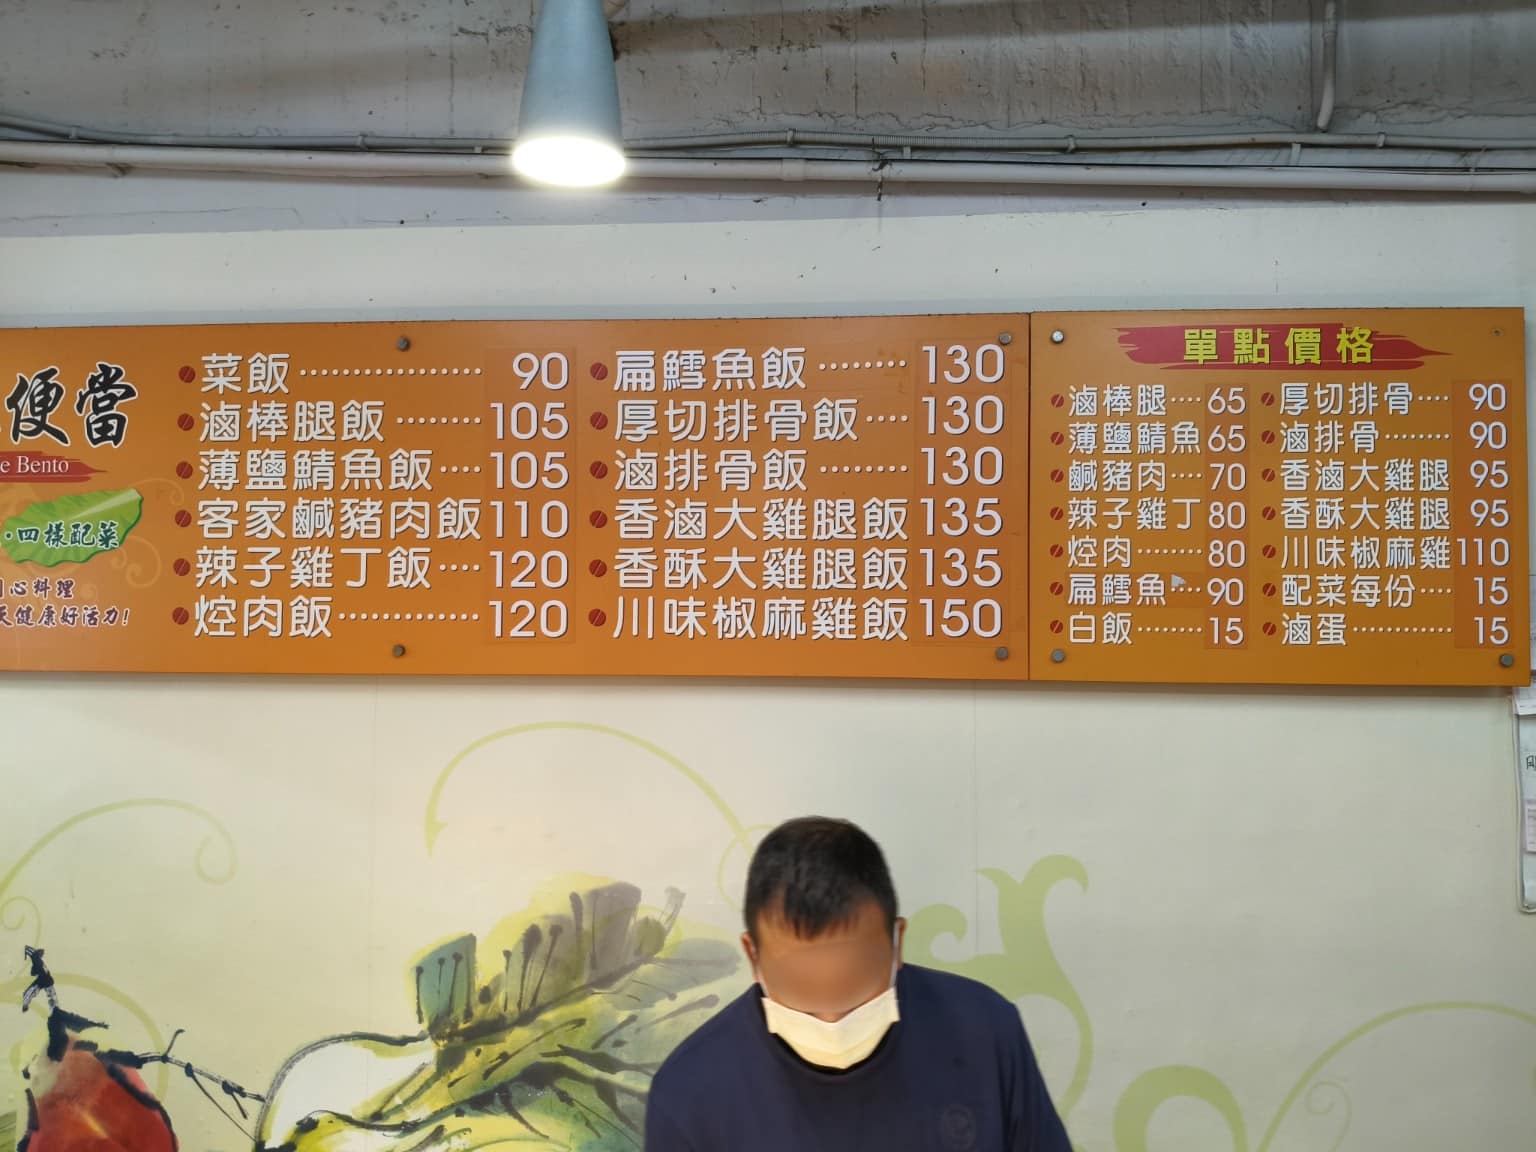 便當
e Bento
·四樣配菜
心料理
天健康好活力!
菜飯 90
滷棒腿飯 105
薄鹽鯖魚飯 105
客家鹹豬肉飯 110
辣子雞丁飯 120
焢肉飯 120
扁鱈魚飯 130
厚切排骨飯 130
滷排骨飯 130
香滷大雞腿飯 135
香酥大雞腿飯 135
川味椒麻雞飯 150
單點價格
滷棒腿 65
薄鹽鯖魚 65
鹹豬肉 70
辣子雞丁 80
焢肉 80
扁鱈魚 90
白飯 15
厚切排骨 90
滷排骨 90
香滷大雞腿 95
香酥大雞腿 95
川味椒麻雞 110
配菜每份 15
滷蛋 15